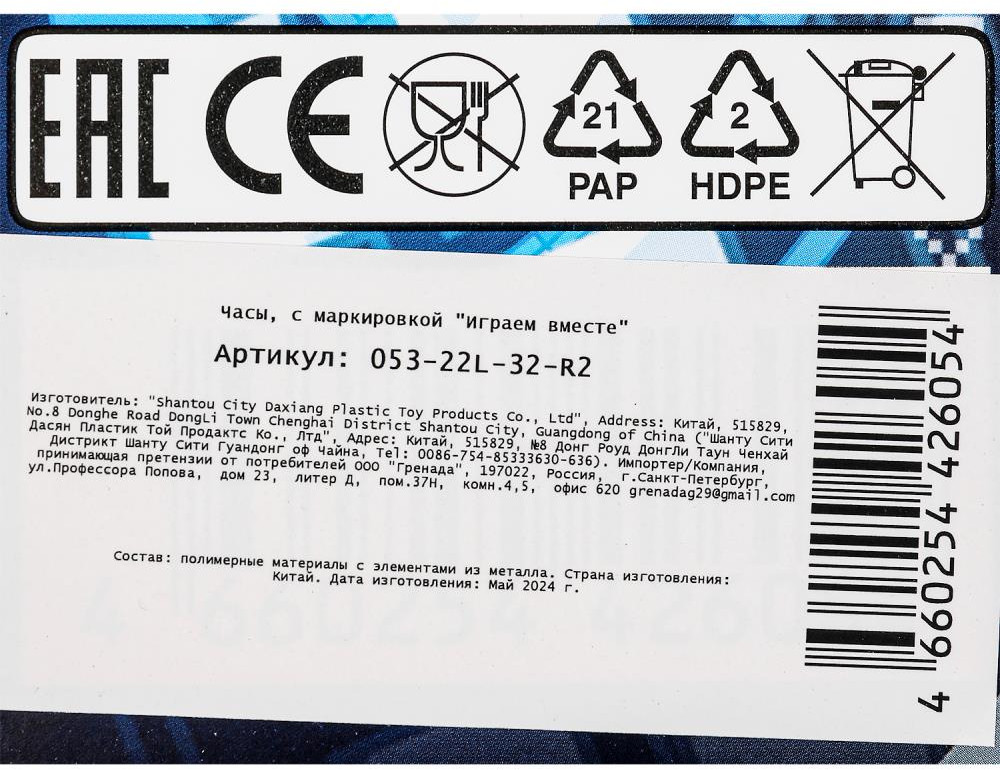 EAC CE
21 2
PAP HDPE
Часы, с маркировкой "играем вместе"
Артикул: 053-22L-32-R2
Изготовитель: "Shantou City Daxiang Plastic Toy Products Co., Ltd", Address: Китай, 515829,
No.8 Donghe Road DongLi Town Chenghai District Shantou City, Guangdong of China ("Шанту Сити
Дасян Пластик Той Продактс Ко., Лтд", Адрес: Китай, 515829, №8 Донг Роуд ДонгЛи Таун Ченхай
Дистрикт Шанту Сити Гуандонг оф Чайна, Tel: 0086-754-85333630-636). Импортер/Компания,
принимающая претензии от потребителей ООО "Гренада", 197022, Россия, г.Санкт-Петербург,
ул.Профессора Попова, дом 23, литер Д, пом.37Н, комн.4,5, офис 620 grenadag29@gmail.com
Состав: полимерные материалы с элементами из металла. Страна изготовления:
Китай. Дата изготовления: Май 2024 г.
4 660254 426054